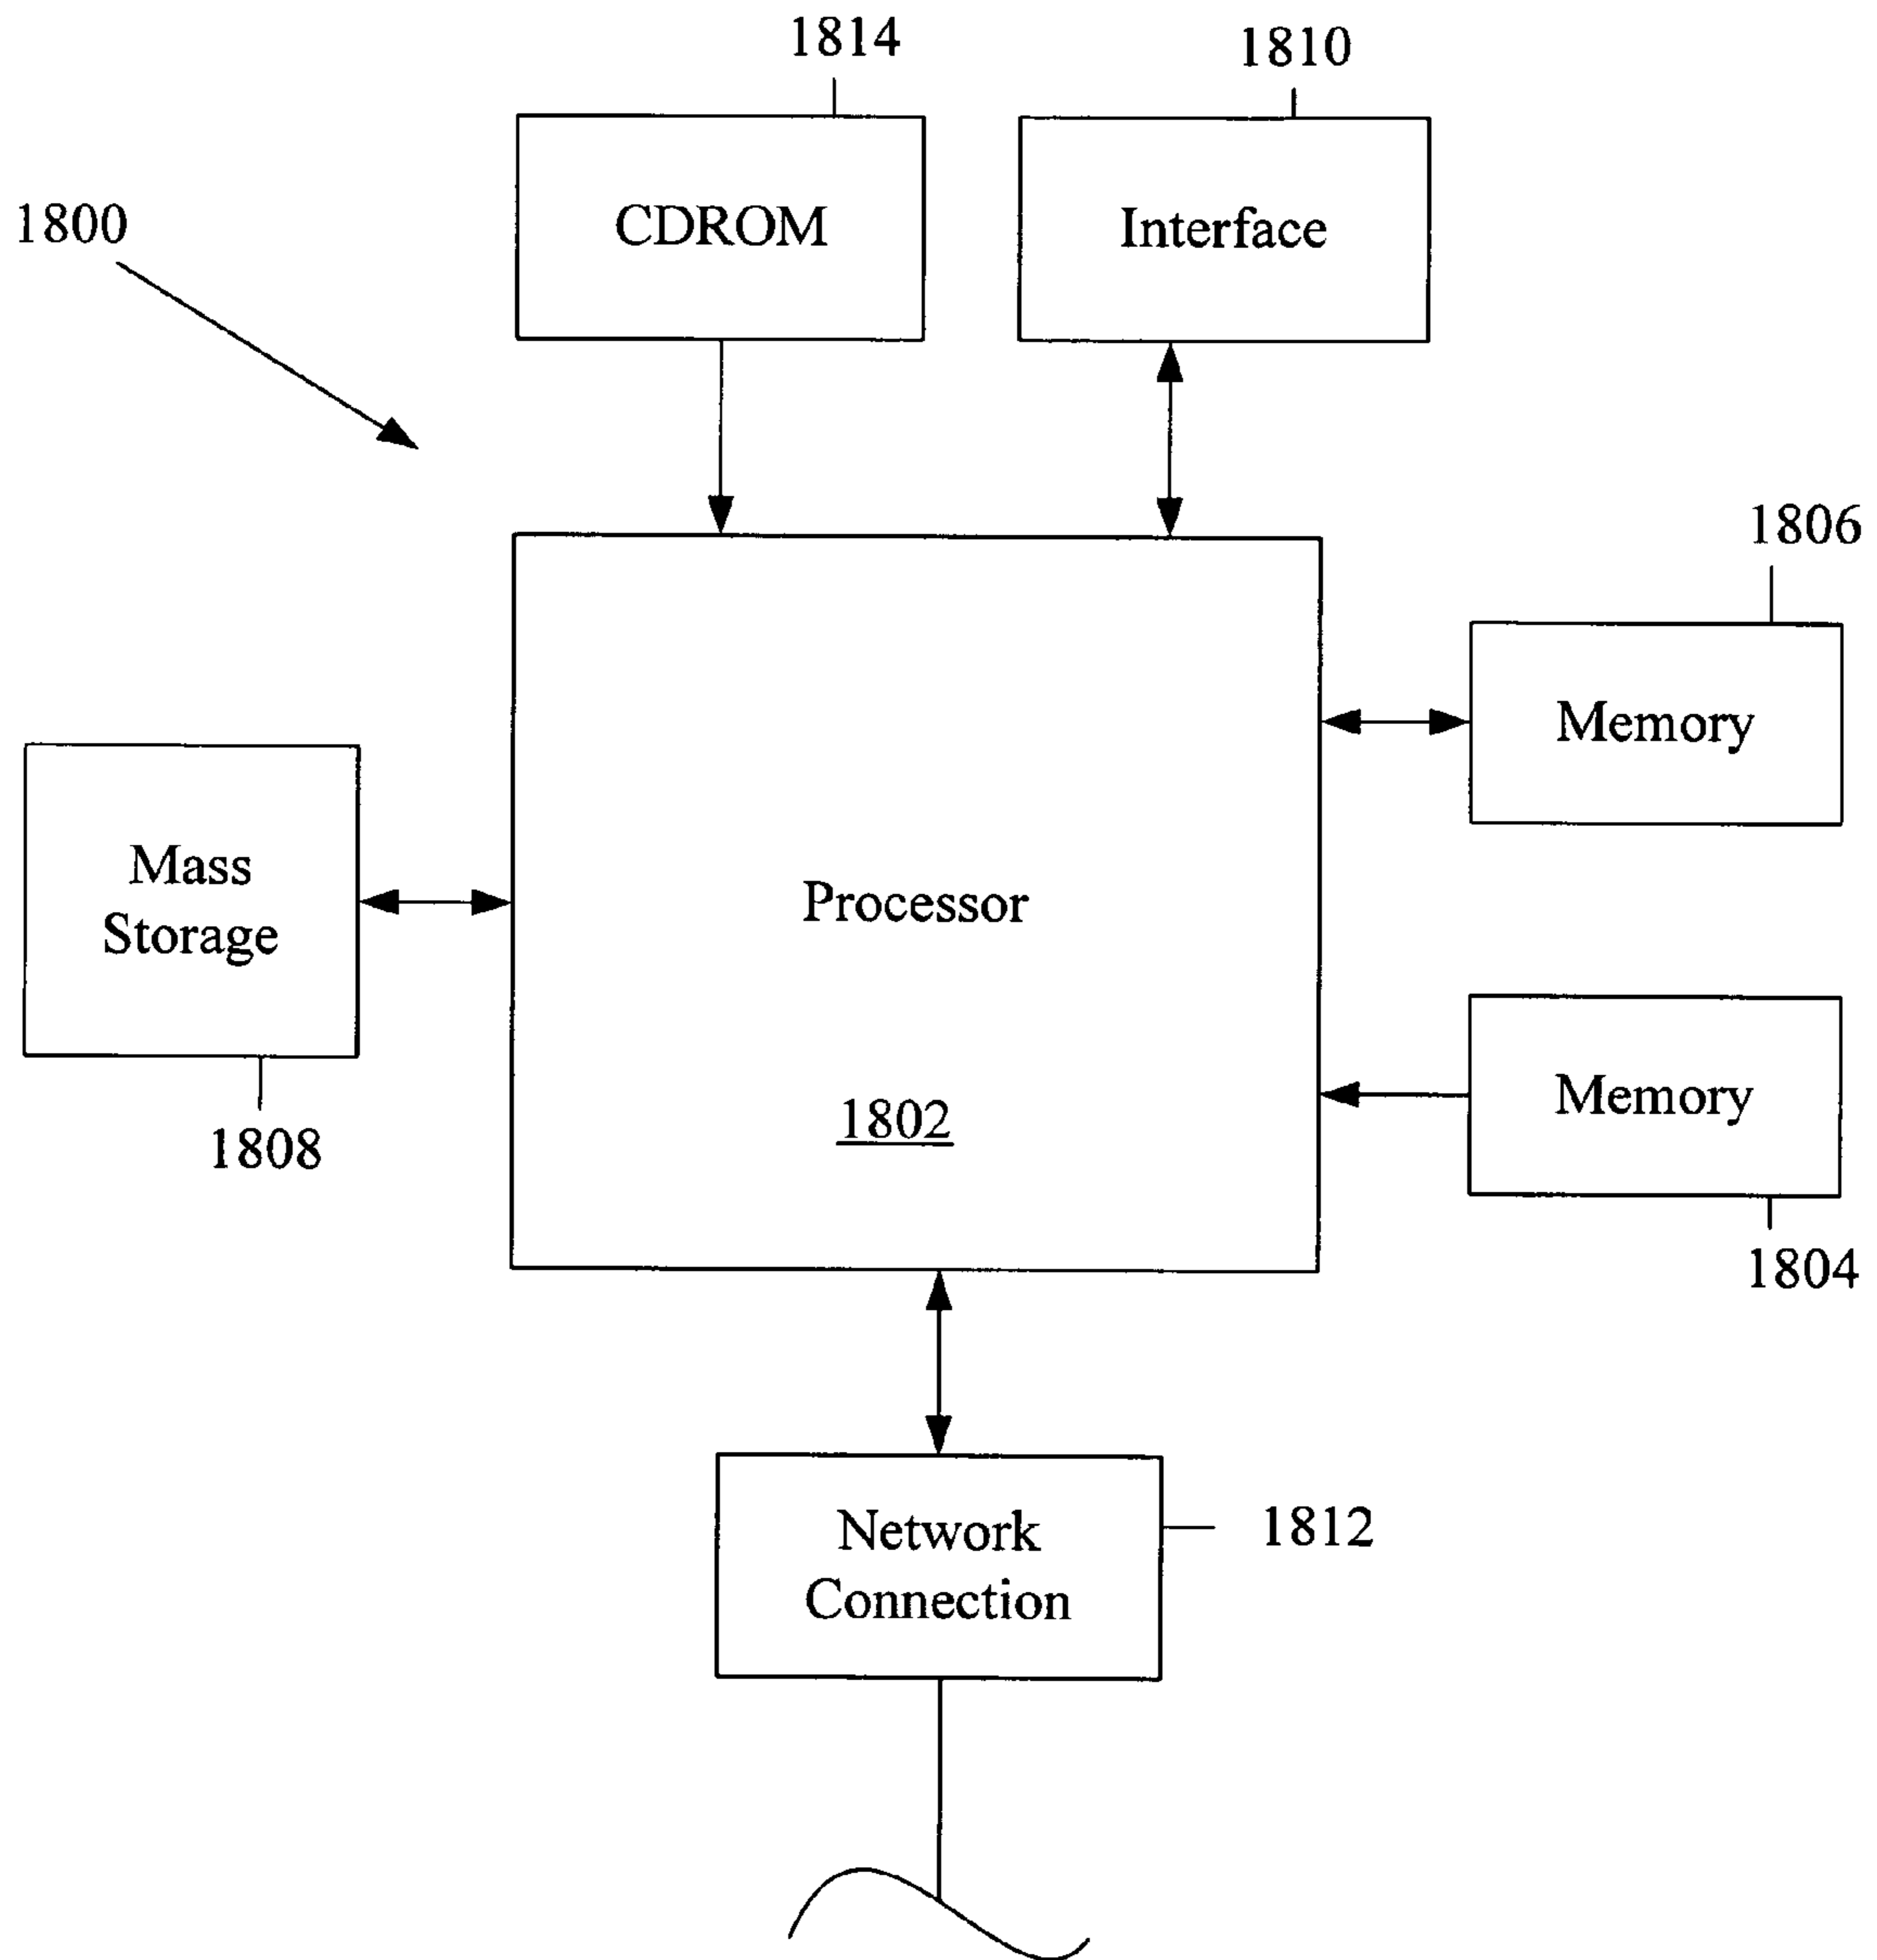 1814
1810
1800
CDROM
Interface
1806
Memory
Mass
Storage
Processor
Memory
1802
1808
1804
Network
Connection
1812